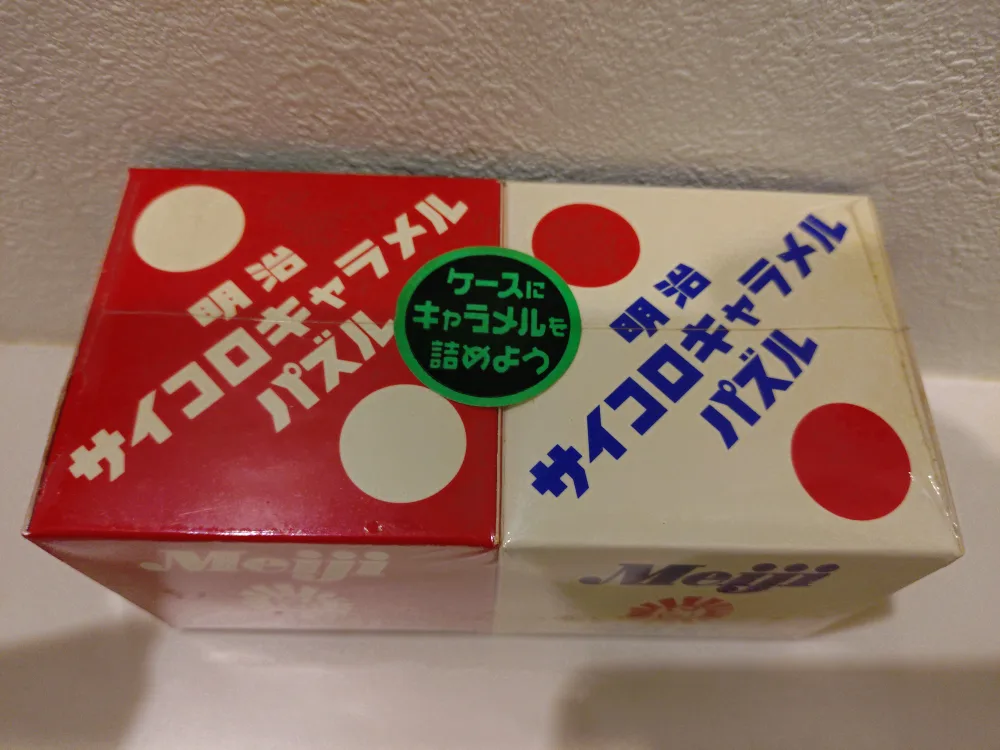 明治
サイコロキャラメル
パズル
ケースに
キャラメルを
詰めよう
明治
サイコロキャラメル
パズル
Meiji
Meiji